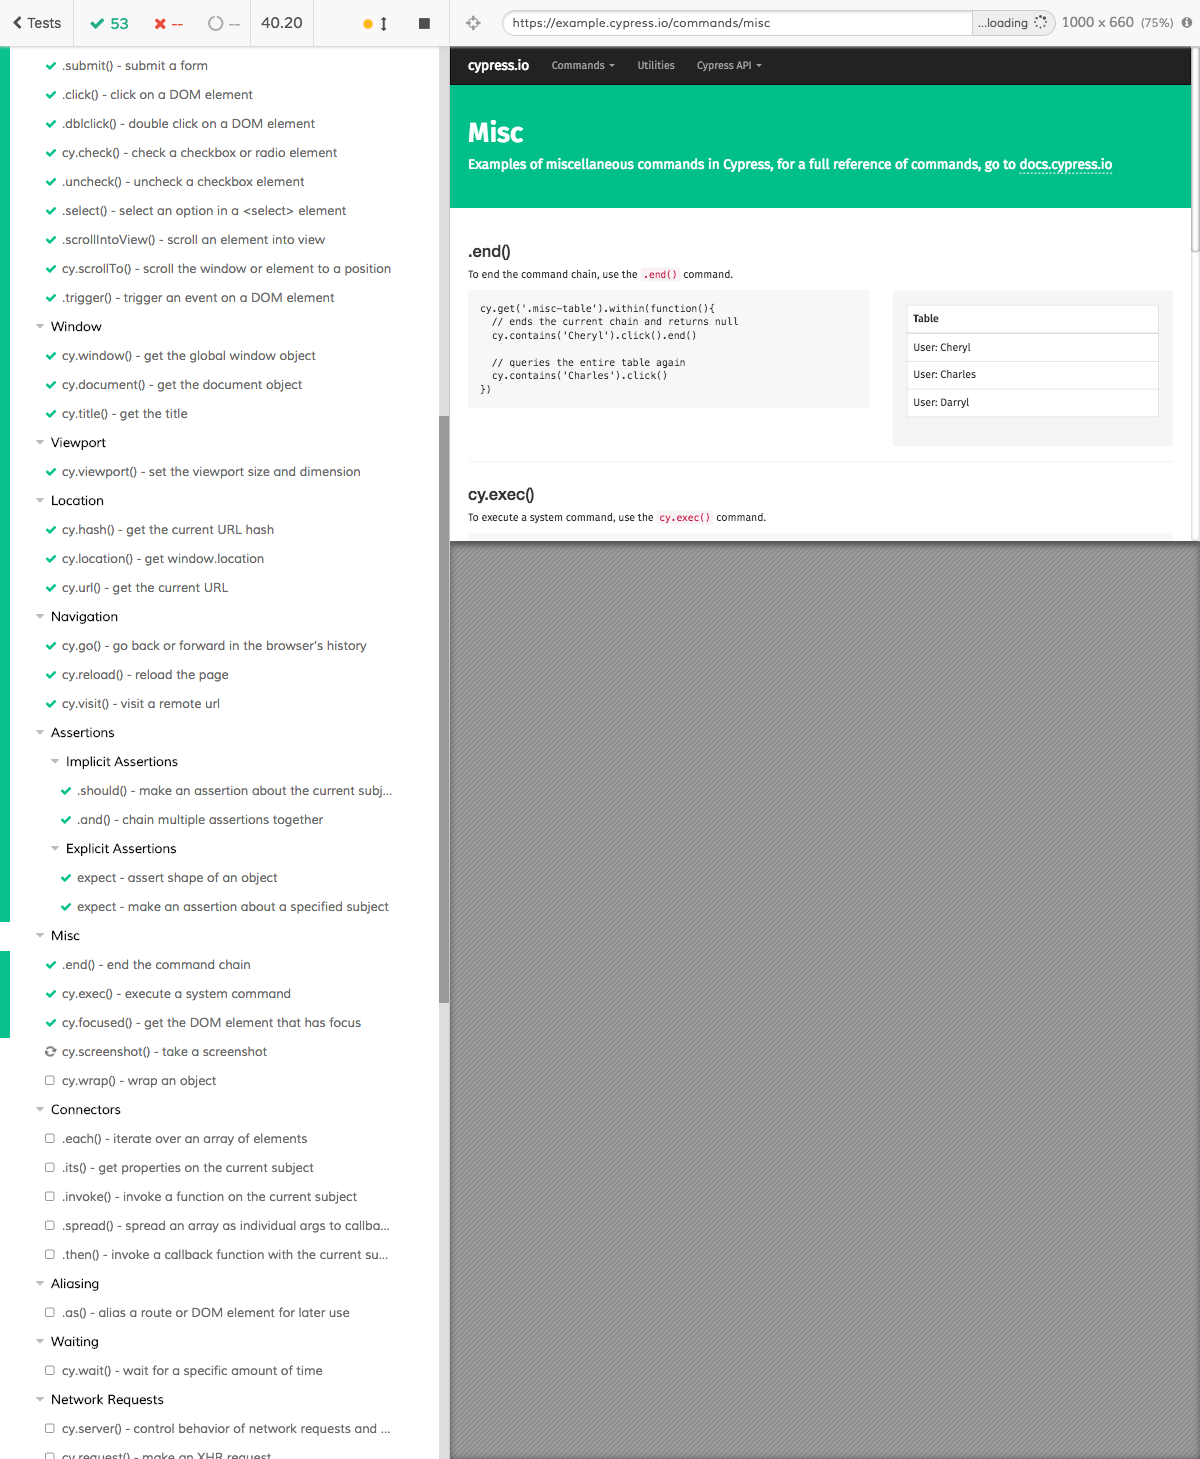 Tests
53
--
--
40.20
https://example.cypress.io/commands/misc
...loading
1000 x 660 (75%)
.submit() - submit a form
.click() - click on a DOM element
.dblclick() - double click on a DOM element
cy.check() - check a checkbox or radio element
.uncheck() - uncheck a checkbox element
.select() - select an option in a <select> element
.scrollIntoView() - scroll an element into view
cy.scrollTo() - scroll the window or element to a position
.trigger() - trigger an event on a DOM element
Window
cy.window() - get the global window object
cy.document() - get the document object
cy.title() - get the title
Viewport
cy.viewport() - set the viewport size and dimension
Location
cy.hash() - get the current URL hash
cy.location() - get window.location
cy.url() - get the current URL
Navigation
cy.go() - go back or forward in the browser's history
cy.reload() - reload the page
cy.visit() - visit a remote url
Assertions
Implicit Assertions
.should() - make an assertion about the current subj...
.and() - chain multiple assertions together
Explicit Assertions
expect - assert shape of an object
expect - make an assertion about a specified subject
Misc
.end() - end the command chain
cy.exec() - execute a system command
cy.focused() - get the DOM element that has focus
cy.screenshot() - take a screenshot
cy.wrap() - wrap an object
Connectors
.each() - iterate over an array of elements
.its() - get properties on the current subject
.invoke() - invoke a function on the current subject
.spread() - spread an array as individual args to callba...
.then() - invoke a callback function with the current su...
Aliasing
.as() - alias a route or DOM element for later use
Waiting
cy.wait() - wait for a specific amount of time
Network Requests
cy.server() - control behavior of network requests and ...
cy.request() - make an XHR request
cypress.io
Commands
Utilities
Cypress API
Misc
Examples of miscellaneous commands in Cypress, for a full reference of commands, go to docs.cypress.io
.end()
To end the command chain, use the .end() command.
cy.get('.misc-table').within(function(){
// ends the current chain and returns null
cy.contains('Cheryl').click().end()
// queries the entire table again
cy.contains('Charles').click()
})
Table
User: Cheryl
User: Charles
User: Darryl
cy.exec()
To execute a system command, use the cy.exec() command.